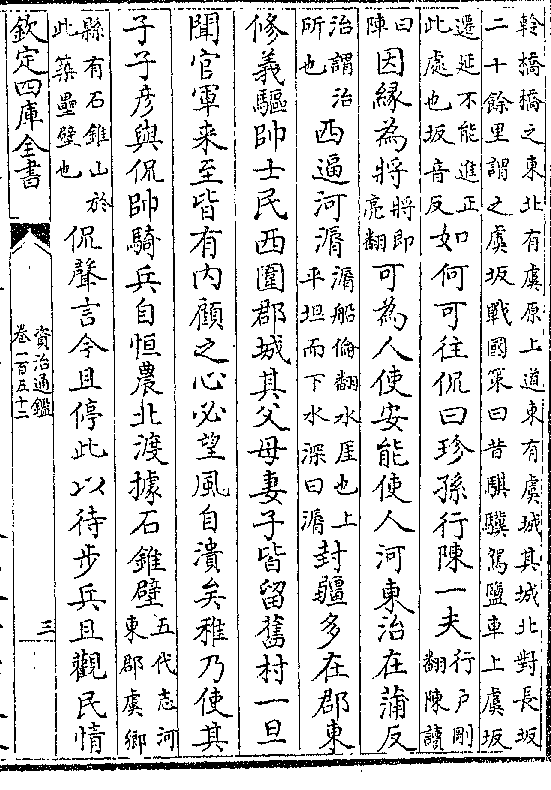 幹橋橋之東北有虞原上道東有虞城其城北對長坂
二十餘里謂之虞坂戰國策曰昔騏驥駕鹽車上虞坂
遷延不能進正
此處也坂音反
如何可往侃曰珍孫行陳一夫
行户剛
翻陳讀
曰
陳
因緣為將
將即
亮翻
可為人使安能使人河東治在蒲反
治謂治
所也
西逼河漘
漘船倫翻水厓也上
平坦而下水深曰漘
封疆多在郡東
修義驅帥士民西圍郡城其父母妻子皆留舊村一旦
聞官軍来至皆有内顧之心必望風自潰矣稚乃使其
子子彦與侃帥騎兵自恒農北渡據石錐壁
五代志河
東郡虞鄉
縣有石錐山於
此築壘壁也
侃聲言今且停此以待步兵且觀民情
欽定四庫全書
資治通鑑
卷一百五十二
三